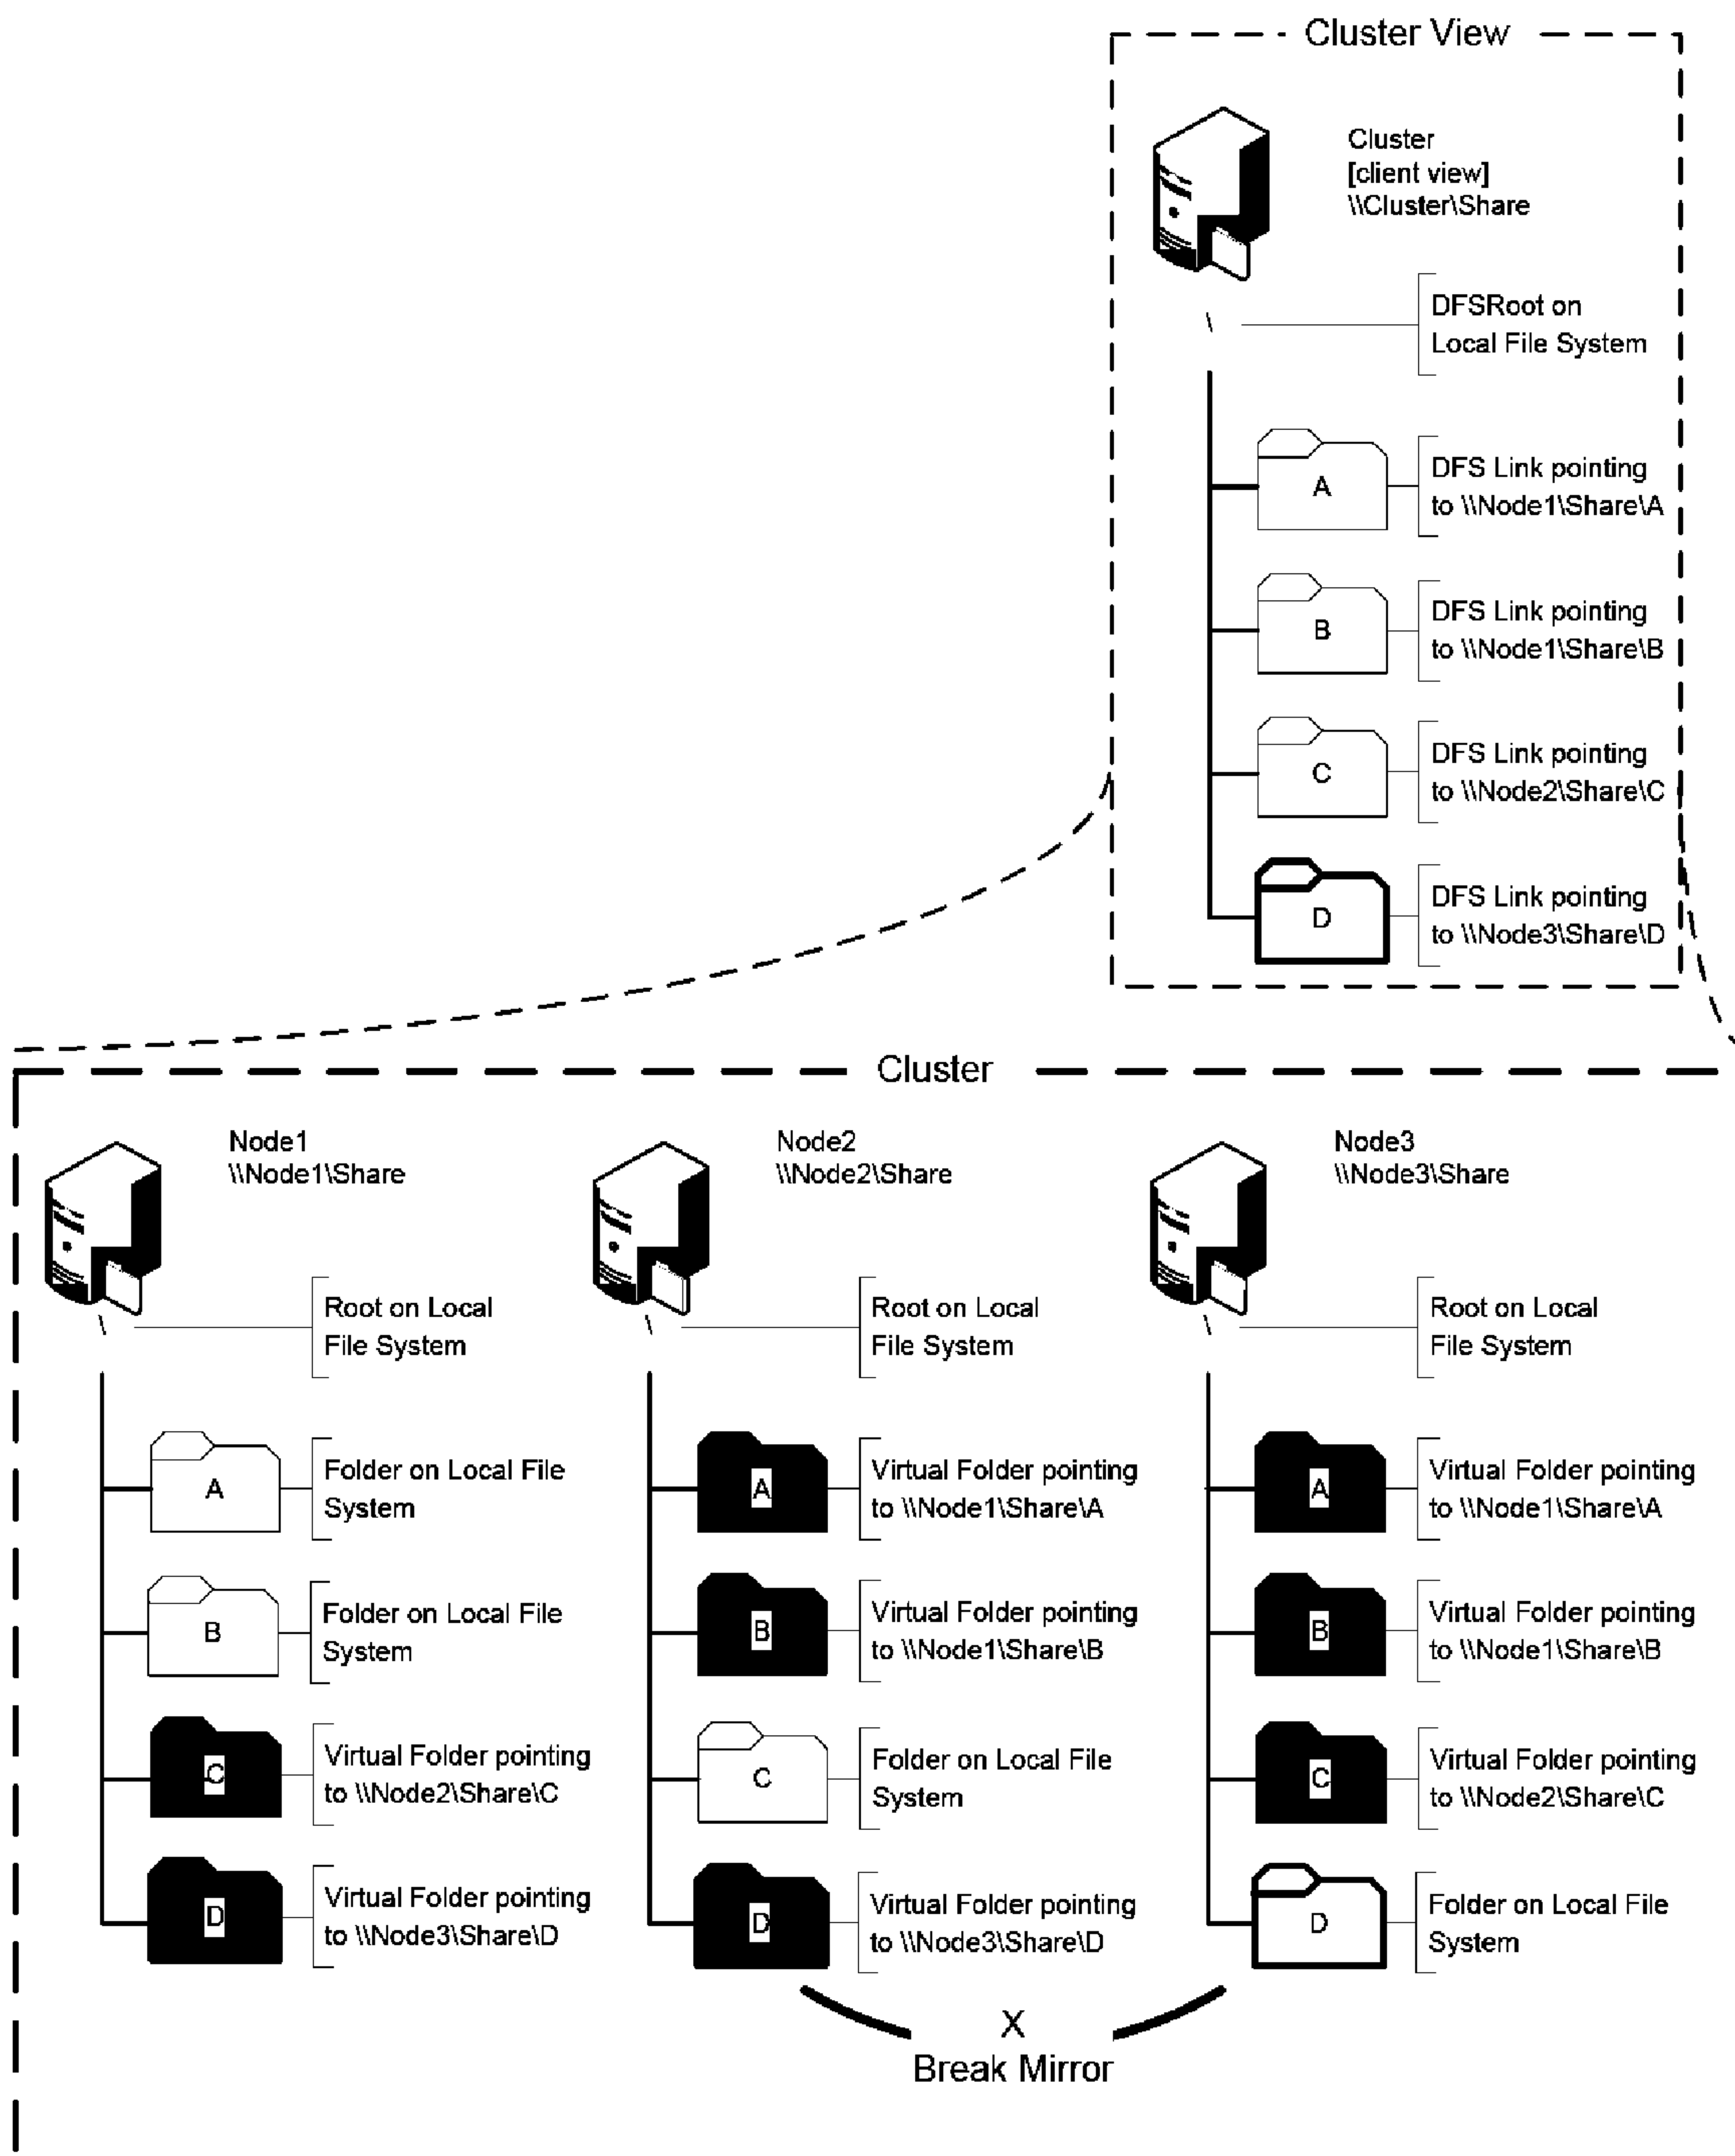 Cluster View
Cluster
[client view]
\\Cluster\Share
\
DFSRoot on
Local File System
A
DFS Link pointing
to \\Node1\Share\A
B
DFS Link pointing
to \\Node1\Share\B
C
DFS Link pointing
to \\Node2\Share\C
D
DFS Link pointing
to \\Node3\Share\D
Cluster
Node1
\\Node1\Share
\
Root on Local
File System
A
Folder on Local File
System
B
Folder on Local File
System
C
Virtual Folder pointing
to \\Node2\Share\C
D
Virtual Folder pointing
to \\Node3\Share\D
Node2
\\Node2\Share
\
Root on Local
File System
A
Virtual Folder pointing
to \\Node1\Share\A
B
Virtual Folder pointing
to \\Node1\Share\B
C
Folder on Local File
System
D
Virtual Folder pointing
to \\Node3\Share\D
Node3
\\Node3\Share
\
Root on Local
File System
A
Virtual Folder pointing
to \\Node1\Share\A
B
Virtual Folder pointing
to \\Node1\Share\B
C
Virtual Folder pointing
to \\Node2\Share\C
D
Folder on Local File
System
X
Break Mirror